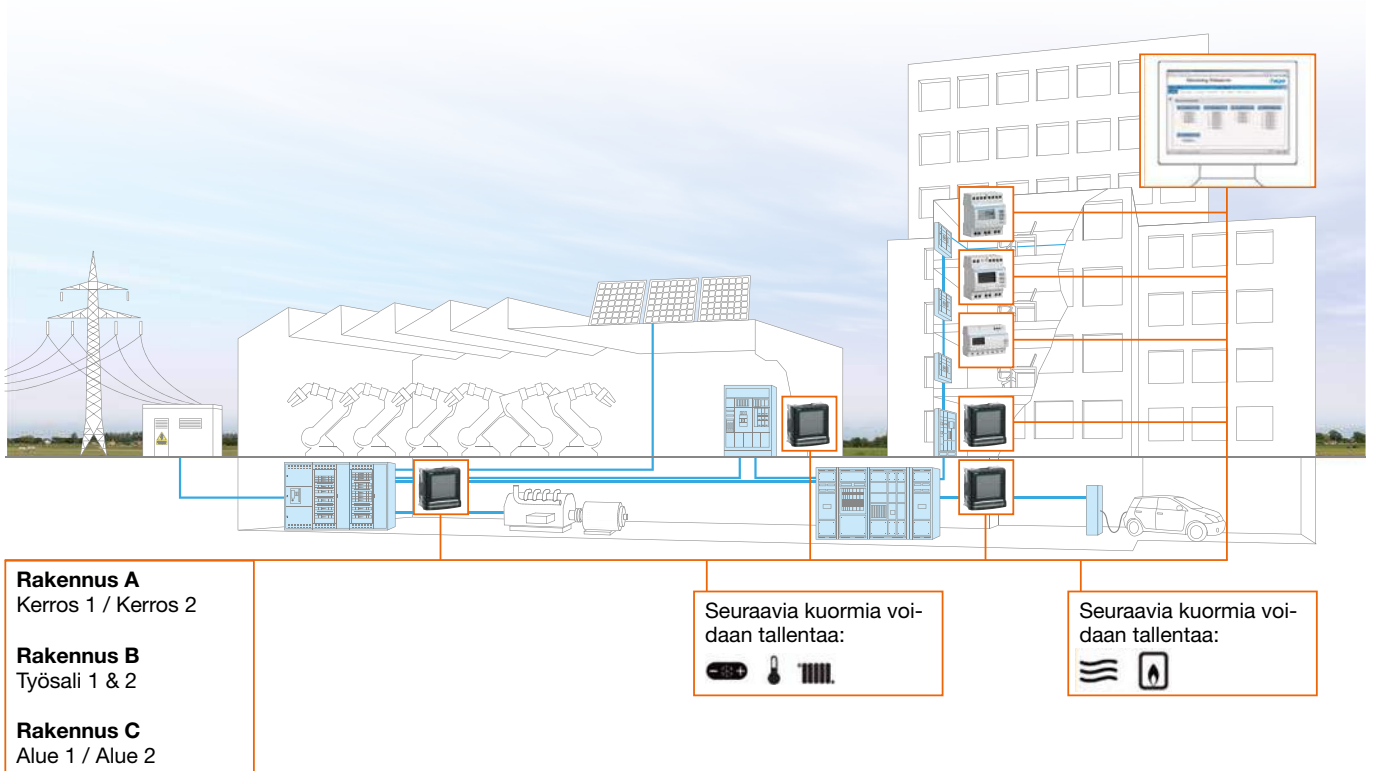 Rakennus A
Kerros 1 / Kerros 2
Rakennus B
Työsali 1 & 2
Rakennus C
Alue 1 / Alue 2
Seuraavia kuormia voi-
daan tallentaa:
Seuraavia kuormia voi-
daan tallentaa: